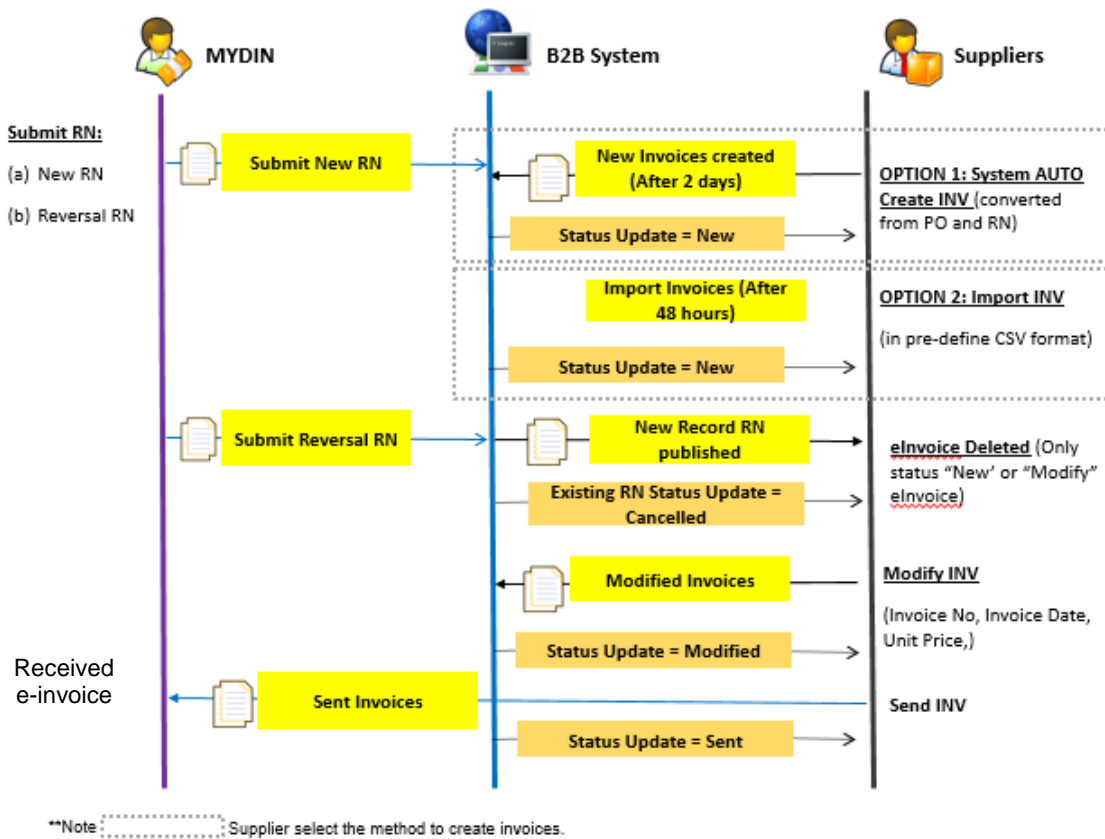 MYDIN
B2B System
Suppliers
Submit RN:
(a) New RN
(b) Reversal RN
Submit New RN
New Invoices created
(After 2 days)
OPTION 1: System AUTO
Create INV (converted
from PO and RN)
Status Update = New
Import Invoices (After
48 hours)
OPTION 2: Import INV
(in pre-define CSV format)
Status Update = New
Submit Reversal RN
New Record RN
published
eInvoice Deleted (Only
status “New’ or “Modify”
eInvoice)
Existing RN Status Update =
Cancelled
Modified Invoices
Modify INV
(Invoice No, Invoice Date,
Unit Price,)
Status Update = Modified
Received
e-invoice
Sent Invoices
Send INV
Status Update = Sent
**Note Supplier select the method to create invoices.